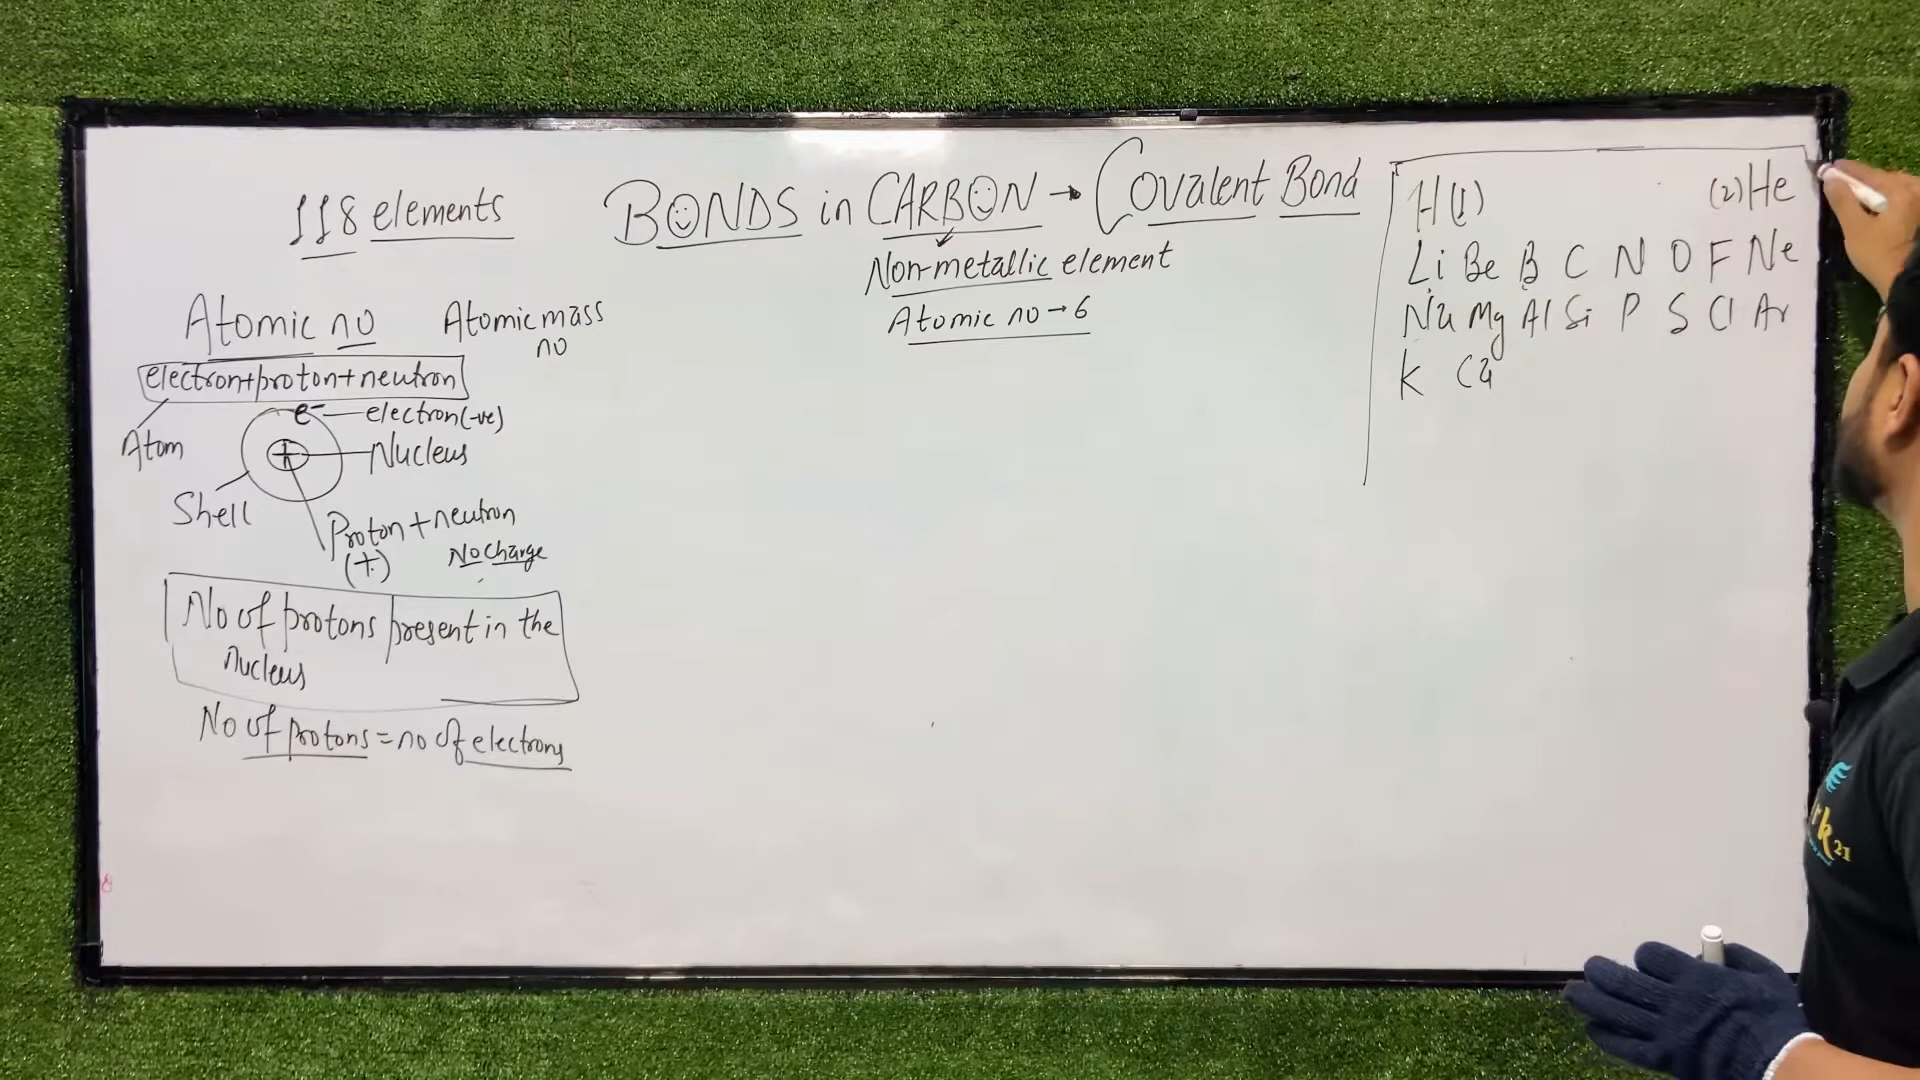 118 elements
BONDS in CARBON → Covalent Bond
Non-metallic element
Atomic no → 6
Atomic no
Atomic mass
no
electron+proton+neutron
e- electron(-ve)
Atom
Nucleus
Shell
Proton + neutron
(+) No charge
No of protons present in the
nucleus
No of protons = no of electrons
H(1) (2)He
Li Be B C N O F Ne
Na Mg Al Si P S Cl Ar
K Ca
rk
21